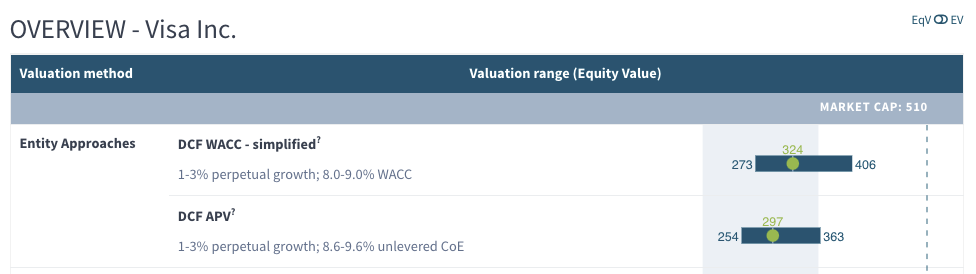 OVERVIEW - Visa Inc.
EqV EV
Valuation method
Valuation range (Equity Value)
MARKET CAP: 510
Entity Approaches
DCF WACC - simplified?
324
273
406
1-3% perpetual growth; 8.0-9.0% WACC
DCF APV?
297
254
363
1-3% perpetual growth; 8.6-9.6% unlevered CoE